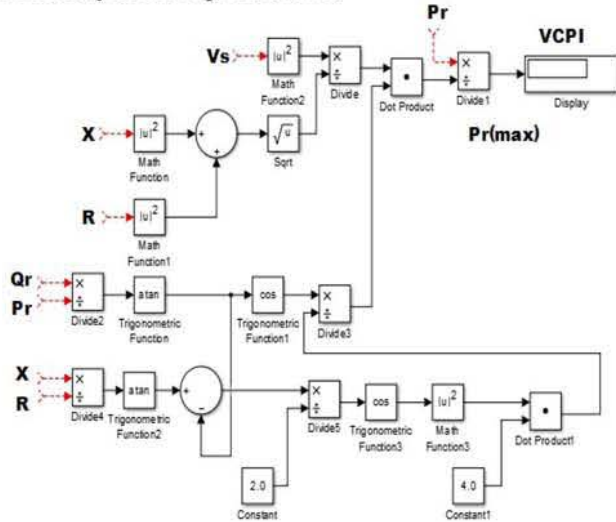 Pr
VCPI
Vs
|u|²
Math
Function2
×
÷
Divide
Dot Product
×
÷
Divide1
Display
Pr(max)
X
|u|²
Math
Function
+
+
√u
Sqrt
R
|u|²
Math
Function1
Qr
Pr
×
÷
Divide2
atan
Trigonometric
Function
cos
Trigonometric
Function1
×
÷
Divide3
X
R
×
÷
Divide4
atan
Trigonometric
Function2
+
−
×
÷
Divide5
cos
Trigonometric
Function3
|u|²
Math
Function3
Dot Product1
2.0
Constant
4.0
Constant1